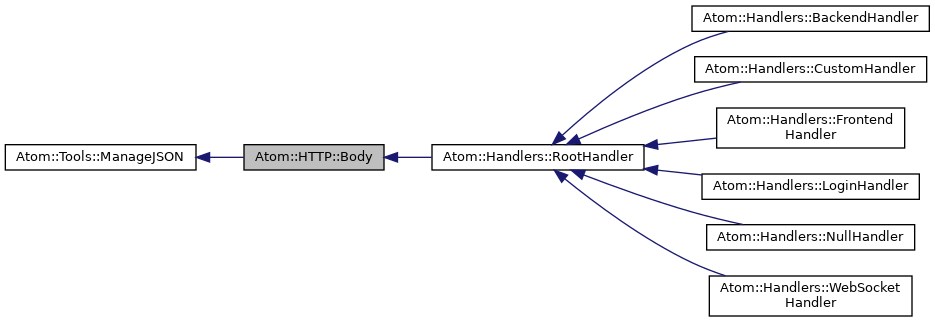 Atom::Handlers::BackendHandler
Atom::Handlers::CustomHandler
Atom::Handlers::Frontend
Handler
Atom::Tools::ManageJSON
Atom::HTTP::Body
Atom::Handlers::RootHandler
Atom::Handlers::LoginHandler
Atom::Handlers::NullHandler
Atom::Handlers::WebSocket
Handler